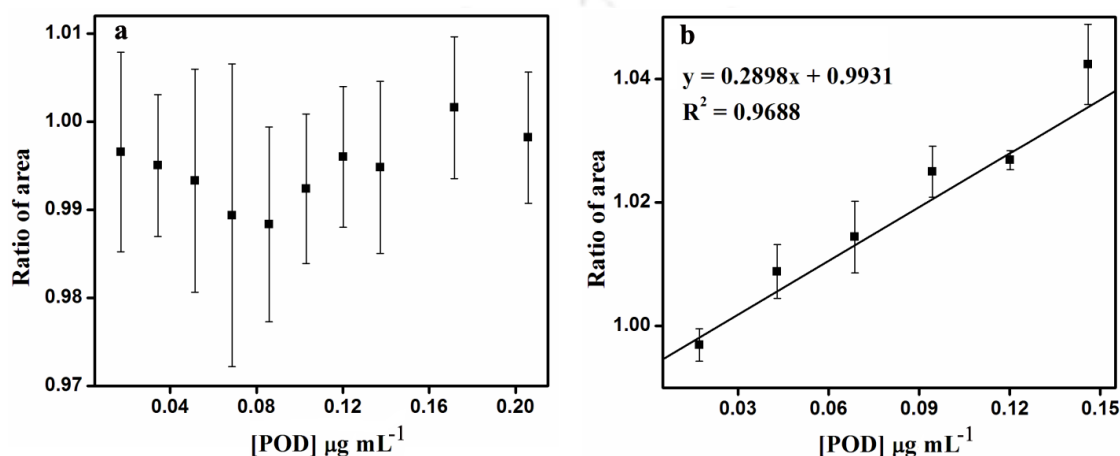 a
1.01
1.00
0.99
0.98
0.97
Ratio of area
0.04 0.08 0.12 0.16 0.20
[POD] μg mL⁻¹
b
y = 0.2898x + 0.9931
R² = 0.9688
1.04
1.02
1.00
Ratio of area
0.03 0.06 0.09 0.12 0.15
[POD] μg mL⁻¹